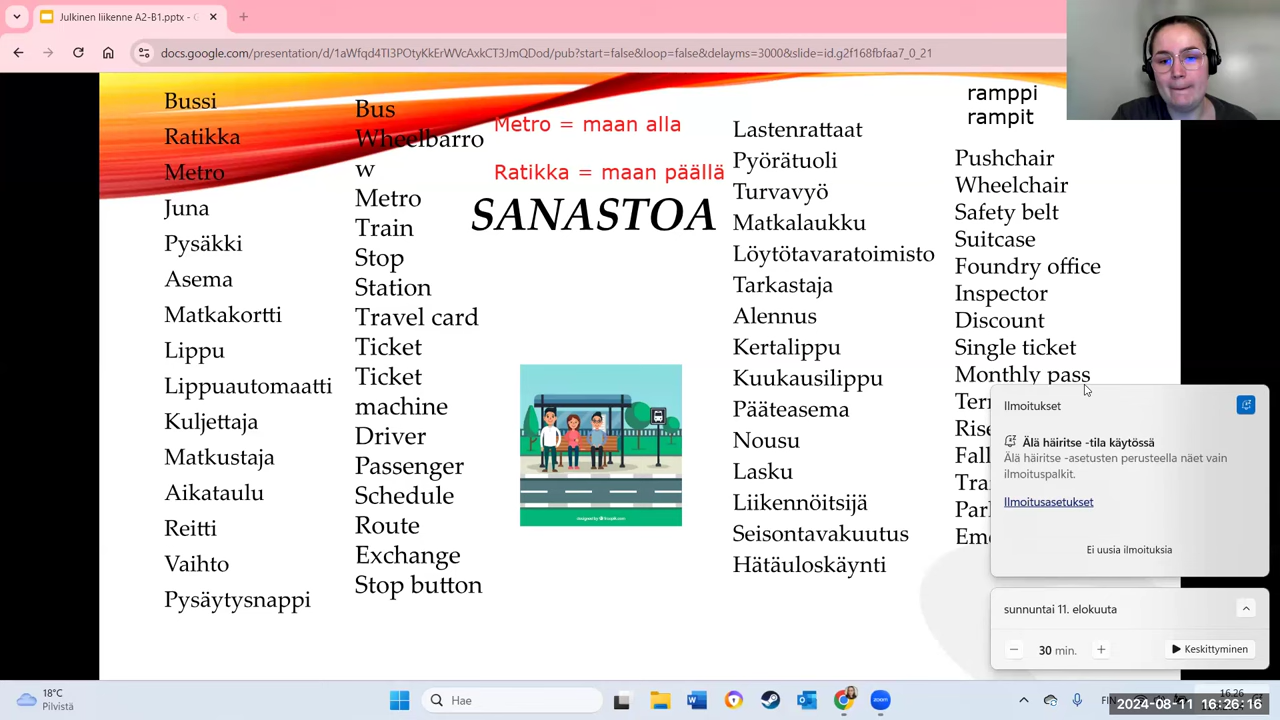 Julkinen liikenne A2-B1.pptx - G
docs.google.com/presentation/d/1aWfqd4TI3POtyKkErWVcAxkCT3JmQDod/pub?start=false&loop=false&delayms=3000&slide=id.g2f168fbfaa7_0_21
Bussi
Ratikka
Metro
Juna
Pysäkki
Asema
Matkakortti
Lippu
Lippuautomaatti
Kuljettaja
Matkustaja
Aikataulu
Reitti
Vaihto
Pysäytysnappi
Bus
Wheelbarro
w
Metro
Train
Stop
Station
Travel card
Ticket
Ticket
machine
Driver
Passenger
Schedule
Route
Exchange
Stop button
Metro = maan alla
Ratikka = maan päällä
SANASTOA
Lastenrattaat
Pyörätuoli
Turvavyö
Matkalaukku
Löytötavaratoimisto
Tarkastaja
Alennus
Kertalippu
Kuukausilippu
Pääteasema
Nousu
Lasku
Liikennöitsijä
Seisontavakuutus
Hätäuloskäynti
ramppi
rampit
Pushchair
Wheelchair
Safety belt
Suitcase
Foundry office
Inspector
Discount
Single ticket
Monthly pass
Ilmoitukset
Älä häiritse -tila käytössä
Älä häiritse -asetusten perusteella näet vain
ilmoituspalkit.
Ilmoitusasetukset
Ei uusia ilmoituksia
sunnuntai 11. elokuuta
30 min.
Keskittyminen
18°C
Pilvistä
Hae
FIN
16.26
2024-08-11 16:26:16